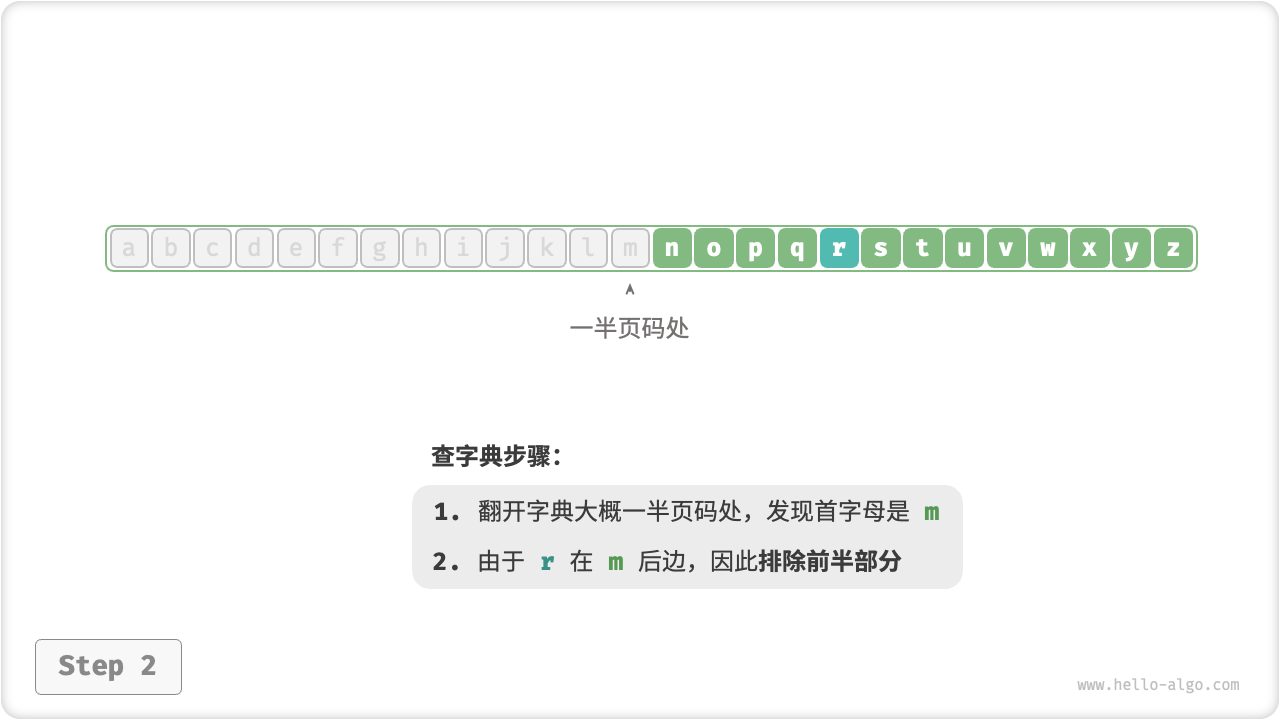 a b c d e f g h i j k l m n o p q r s t u v w x y z
一半页码处
查字典步骤：
1. 翻开字典大概一半页码处，发现首字母是 m
2. 由于 r 在 m 后边，因此排除前半部分
Step 2
www.hello-algo.com